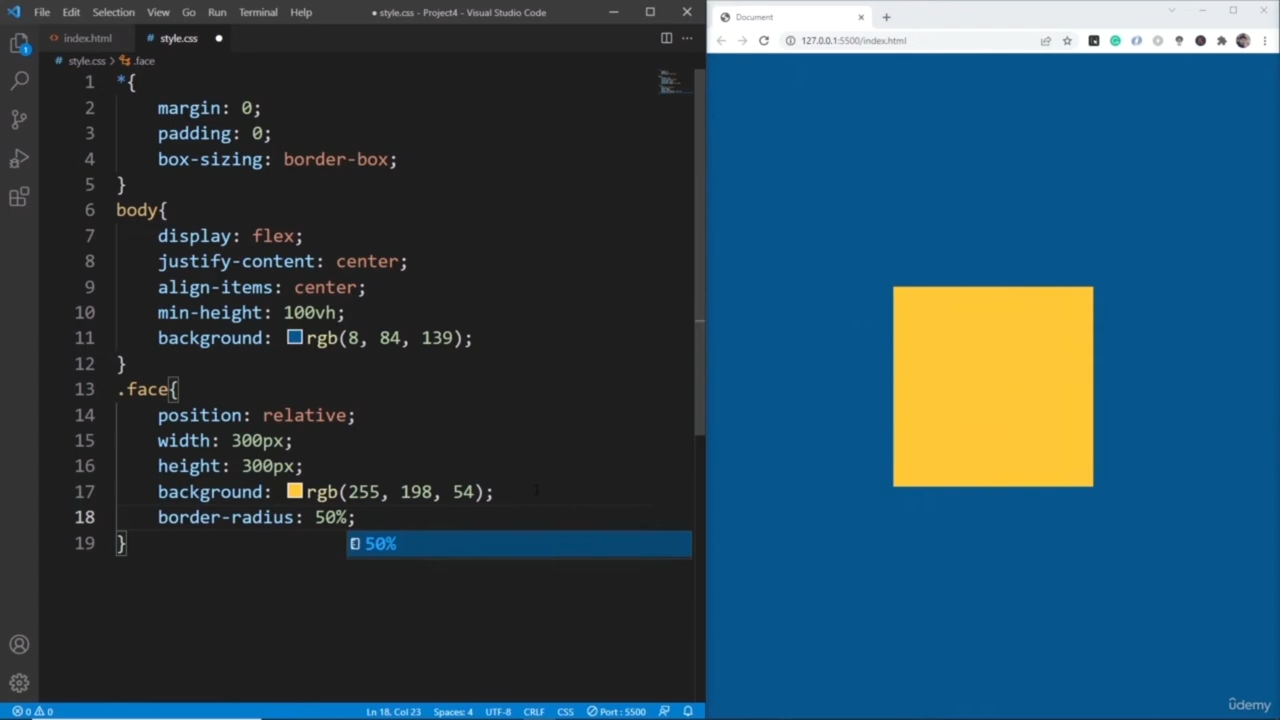 File Edit Selection View Go Run Terminal Help
● style.css - Project4 - Visual Studio Code
index.html
# style.css ●
# style.css > .face
1 *{
2 margin: 0;
3 padding: 0;
4 box-sizing: border-box;
5 }
6 body{
7 display: flex;
8 justify-content: center;
9 align-items: center;
10 min-height: 100vh;
11 background: rgb(8, 84, 139);
12 }
13 .face{
14 position: relative;
15 width: 300px;
16 height: 300px;
17 background: rgb(255, 198, 54);
18 border-radius: 50%;
50%
19 }
1
0 0
Ln 18, Col 23
Spaces: 4
UTF-8
CRLF
CSS
Port : 5500
Document
127.0.0.1:5500/index.html
ûdemy